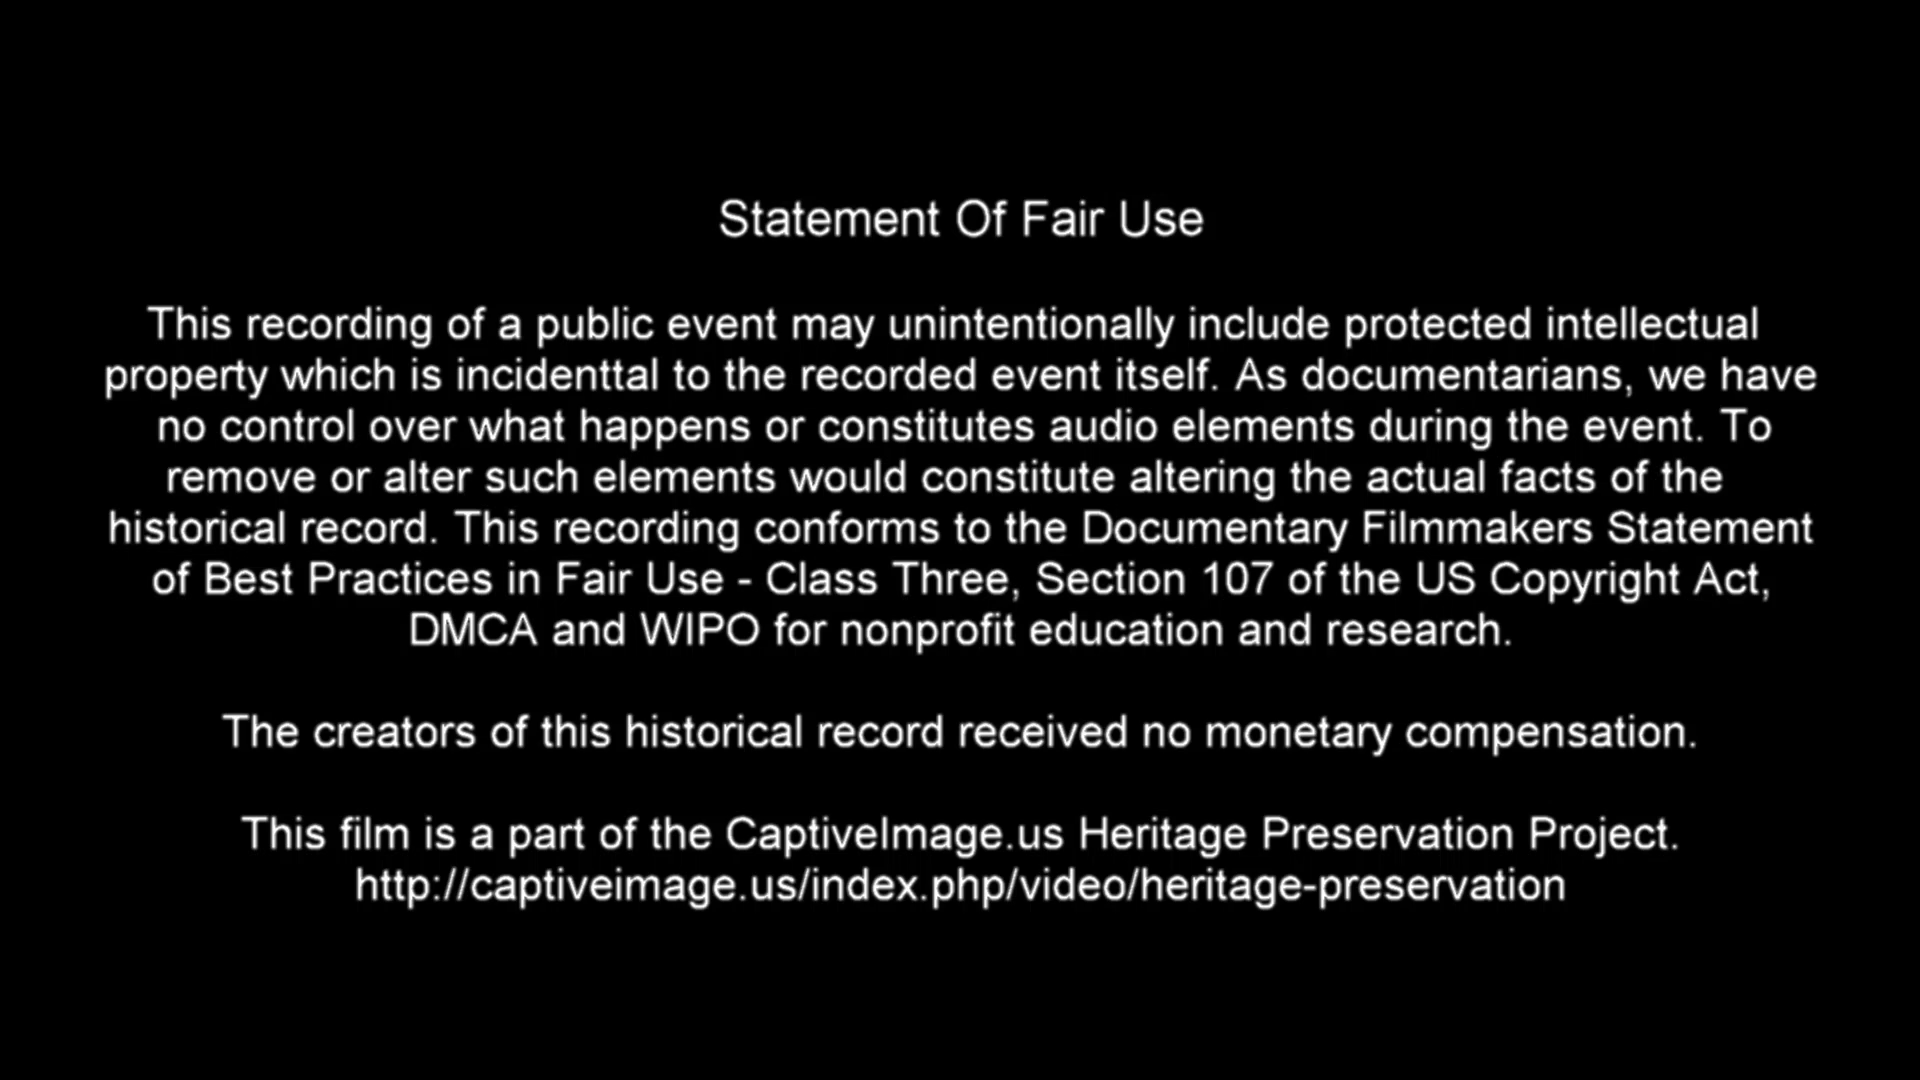 Statement Of Fair Use
This recording of a public event may unintentionally include protected intellectual
property which is incidenttal to the recorded event itself. As documentarians, we have
no control over what happens or constitutes audio elements during the event. To
remove or alter such elements would constitute altering the actual facts of the
historical record. This recording conforms to the Documentary Filmmakers Statement
of Best Practices in Fair Use - Class Three, Section 107 of the US Copyright Act,
DMCA and WIPO for nonprofit education and research.
The creators of this historical record received no monetary compensation.
This film is a part of the CaptiveImage.us Heritage Preservation Project.
http://captiveimage.us/index.php/video/heritage-preservation